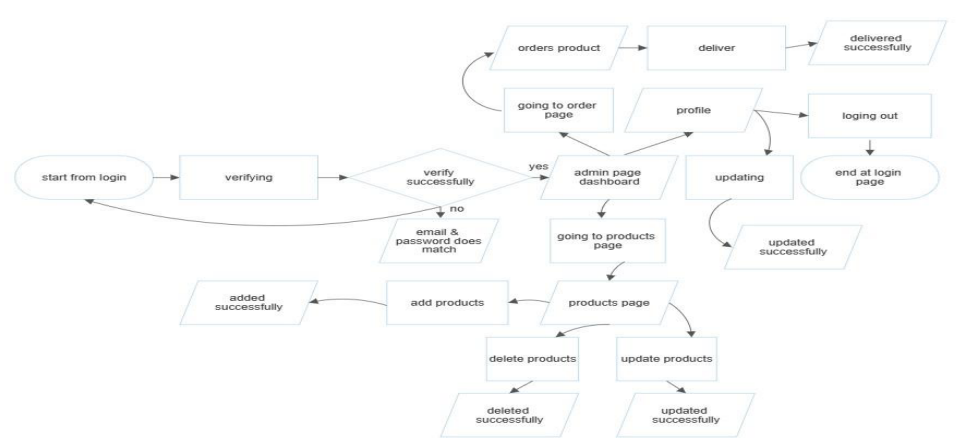 orders product
deliver
delivered
successfully
going to order
page
profile
loging out
start from login
verifying
verify
successfully
yes
no
admin page
dashboard
updating
end at login
page
email &
password does
match
going to products
page
updated
successfully
added
successfully
add products
products page
delete products
update products
deleted
successfully
updated
successfully